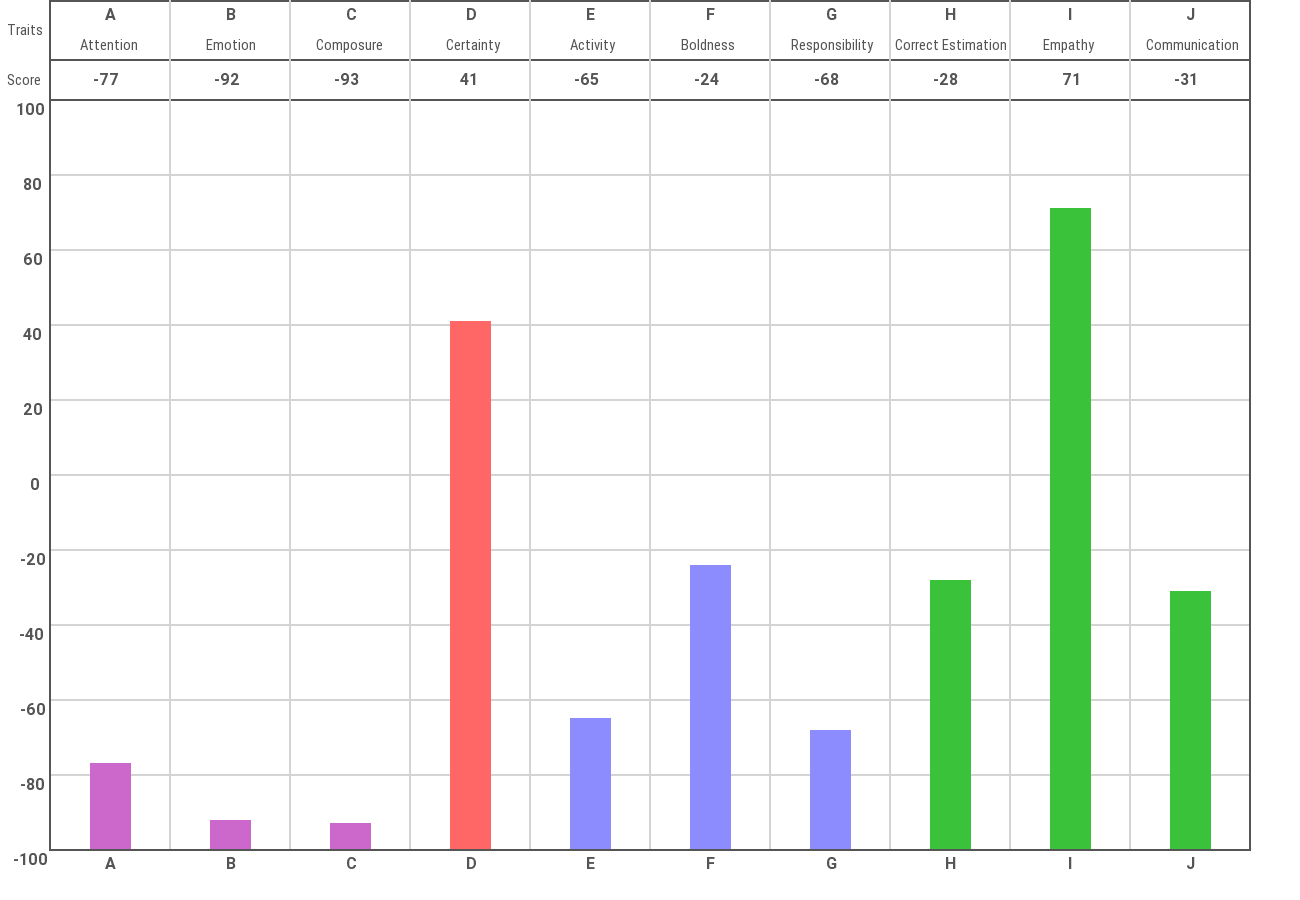 Traits A B C D E F G H I J
Attention Emotion Composure Certainty Activity Boldness Responsibility Correct Estimation Empathy Communication
Score -77 -92 -93 41 -65 -24 -68 -28 71 -31
100
80
60
40
20
0
-20
-40
-60
-80
-100
A B C D E F G H I J